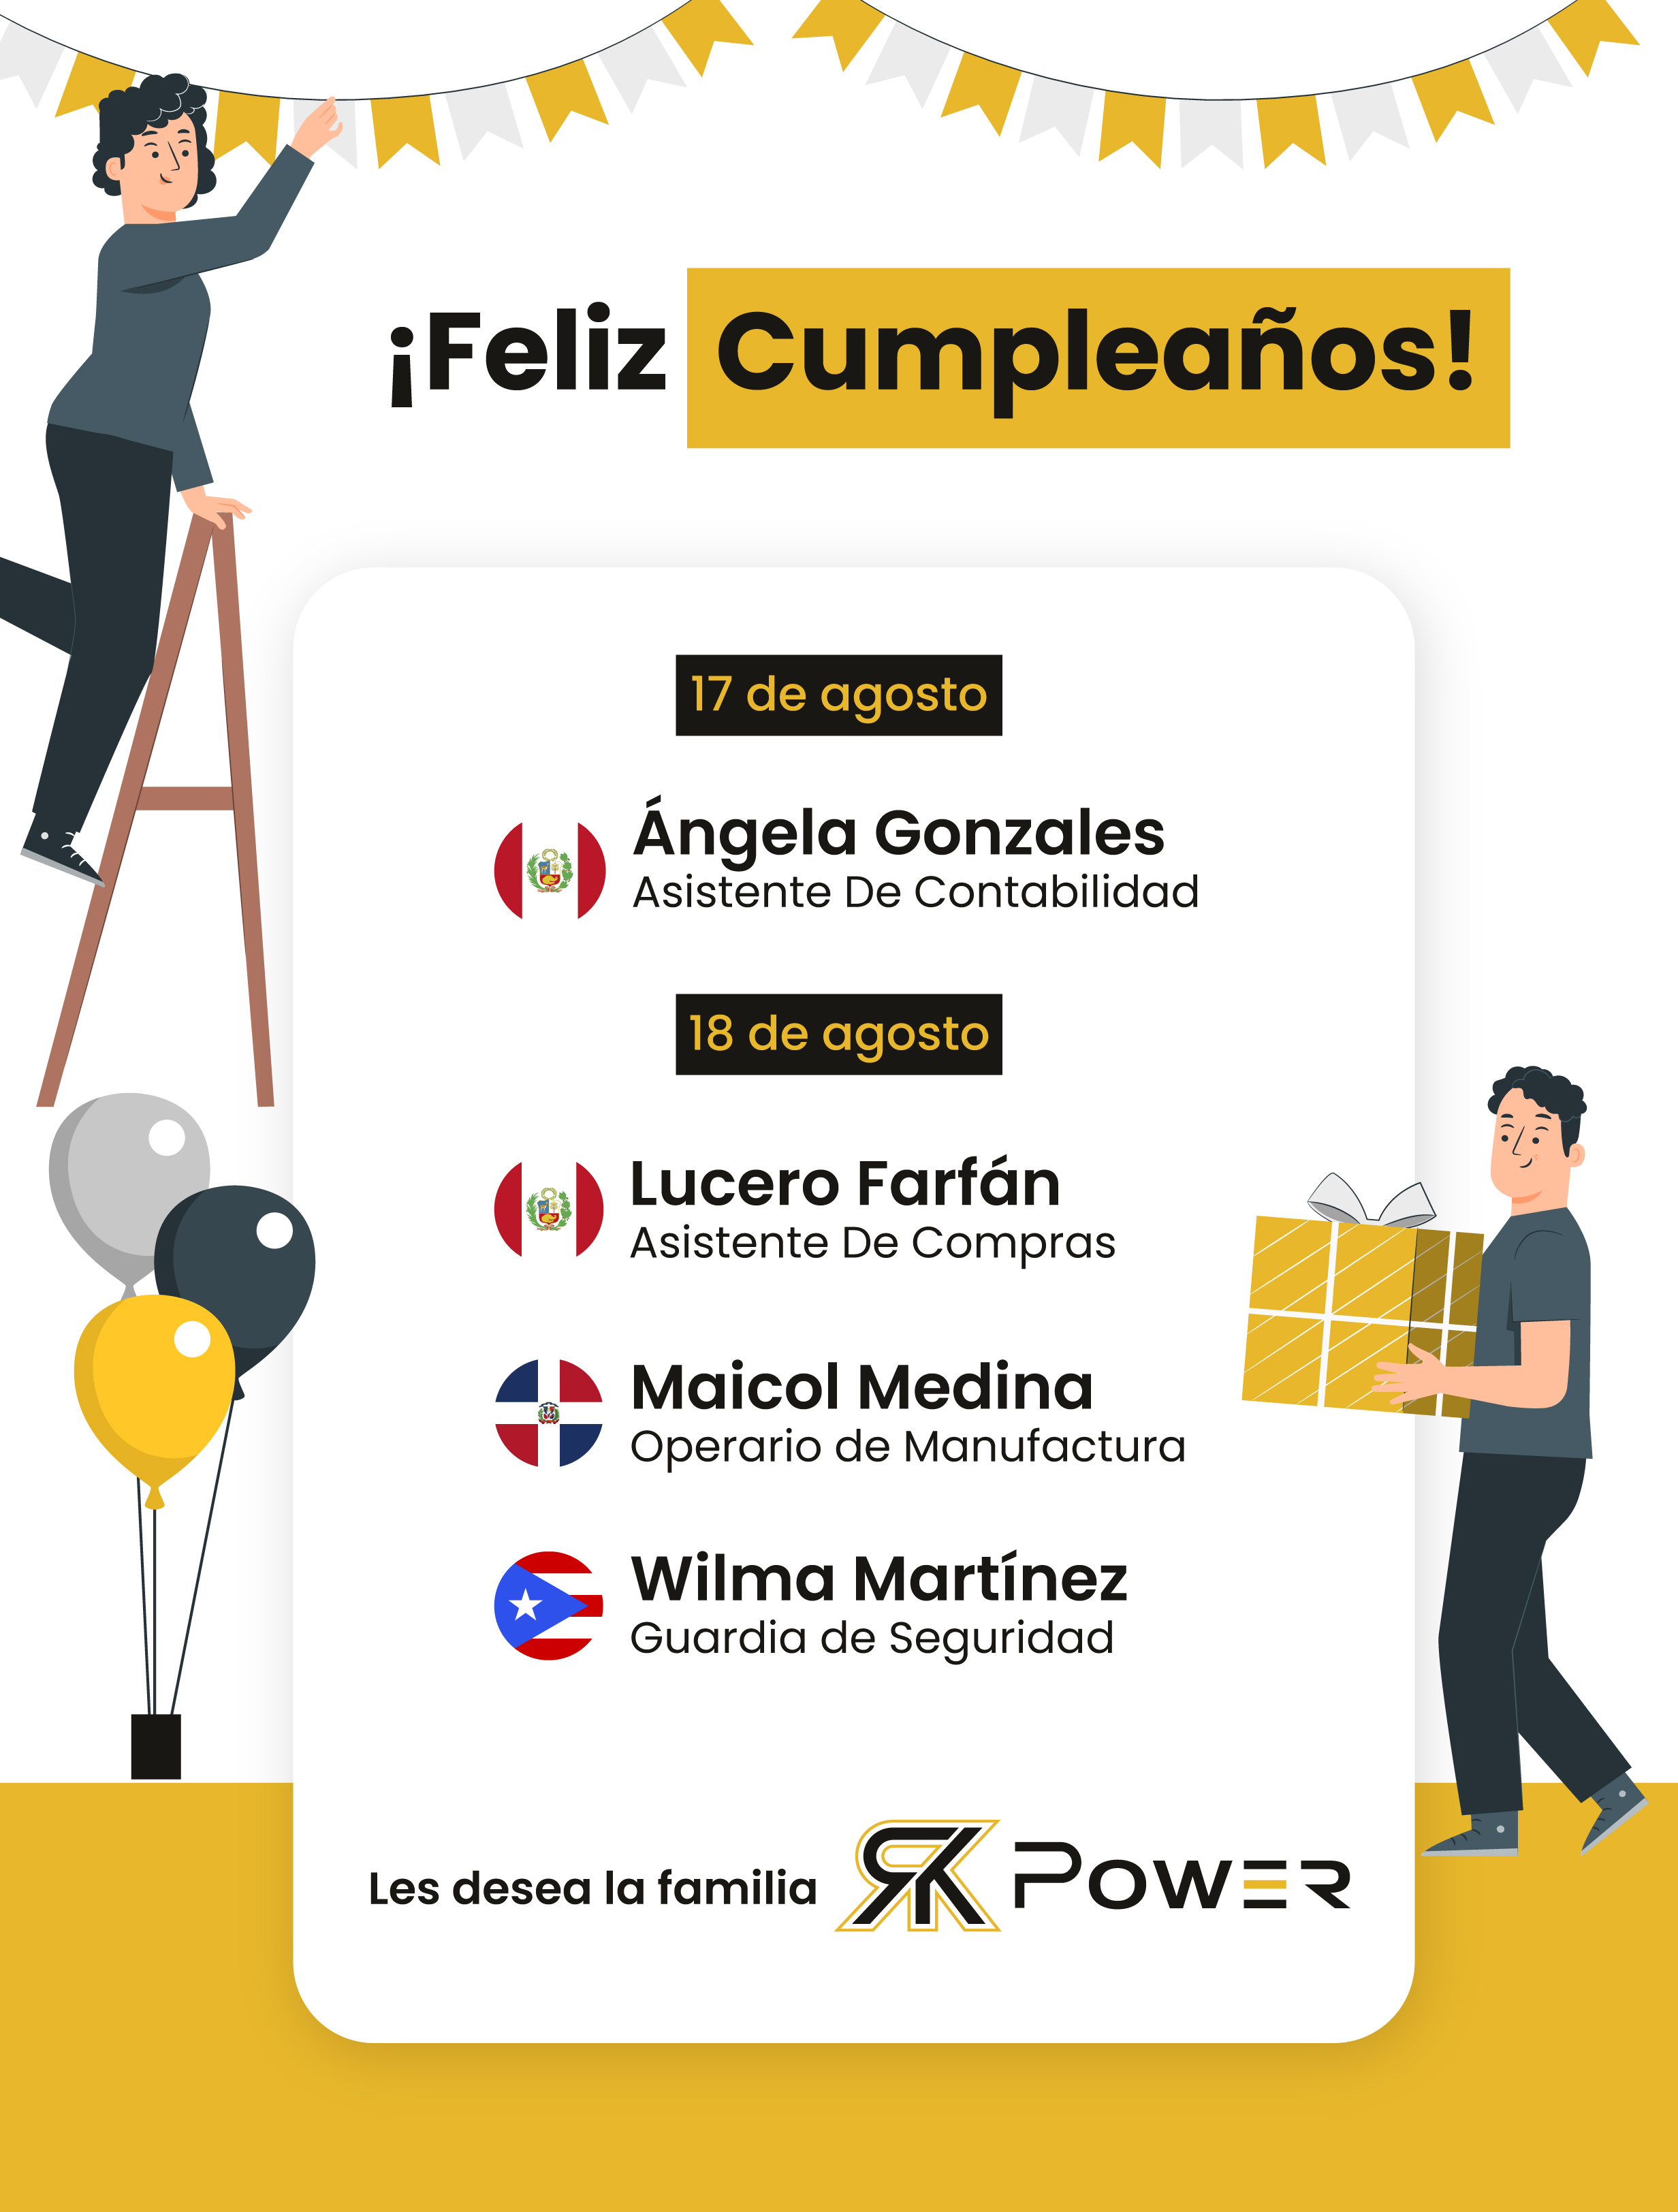 ¡Feliz Cumpleaños!
17 de agosto
Ángela Gonzales
Asistente De Contabilidad
18 de agosto
Lucero Farfán
Asistente De Compras
Maicol Medina
Operario de Manufactura
Wilma Martínez
Guardia de Seguridad
Les desea la familia RK POWER